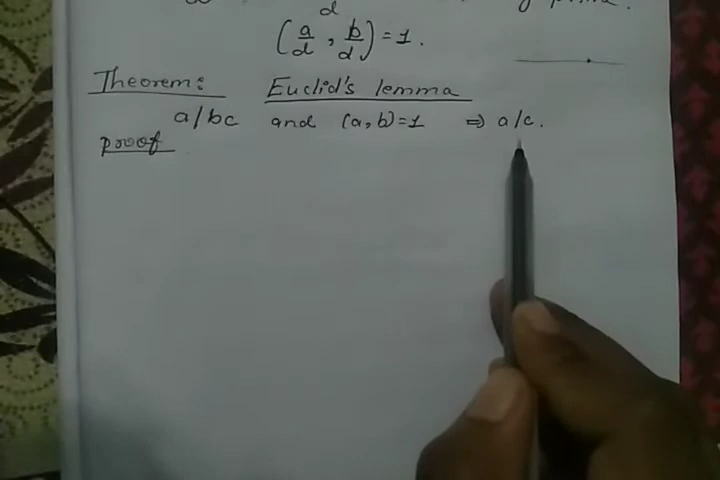 d
(a/d, b/d) = 1.
Theorem: Euclid's lemma
a/bc and (a,b)=1 ⇒ a/c.
proof